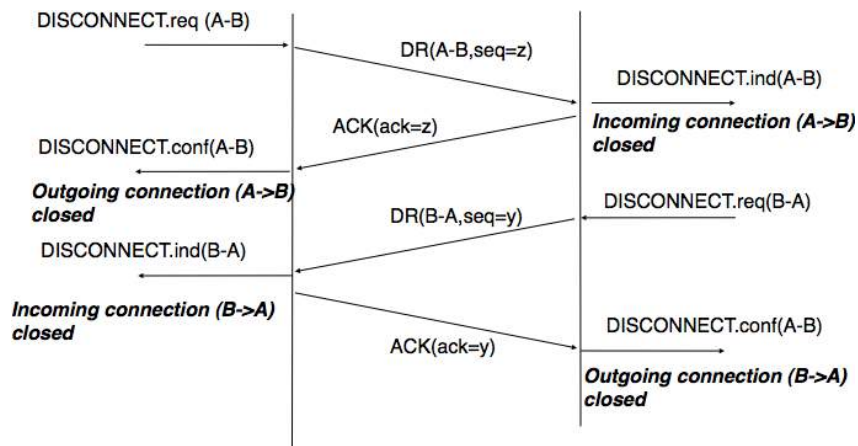 DISCONNECT.req (A-B)
DR(A-B,seq=z)
DISCONNECT.ind(A-B)
ACK(ack=z)
Incoming connection (A->B)
closed
DISCONNECT.conf(A-B)
Outgoing connection (A->B)
closed
DISCONNECT.req(B-A)
DR(B-A,seq=y)
DISCONNECT.ind(B-A)
Incoming connection (B->A)
closed
DISCONNECT.conf(A-B)
ACK(ack=y)
Outgoing connection (B->A)
closed